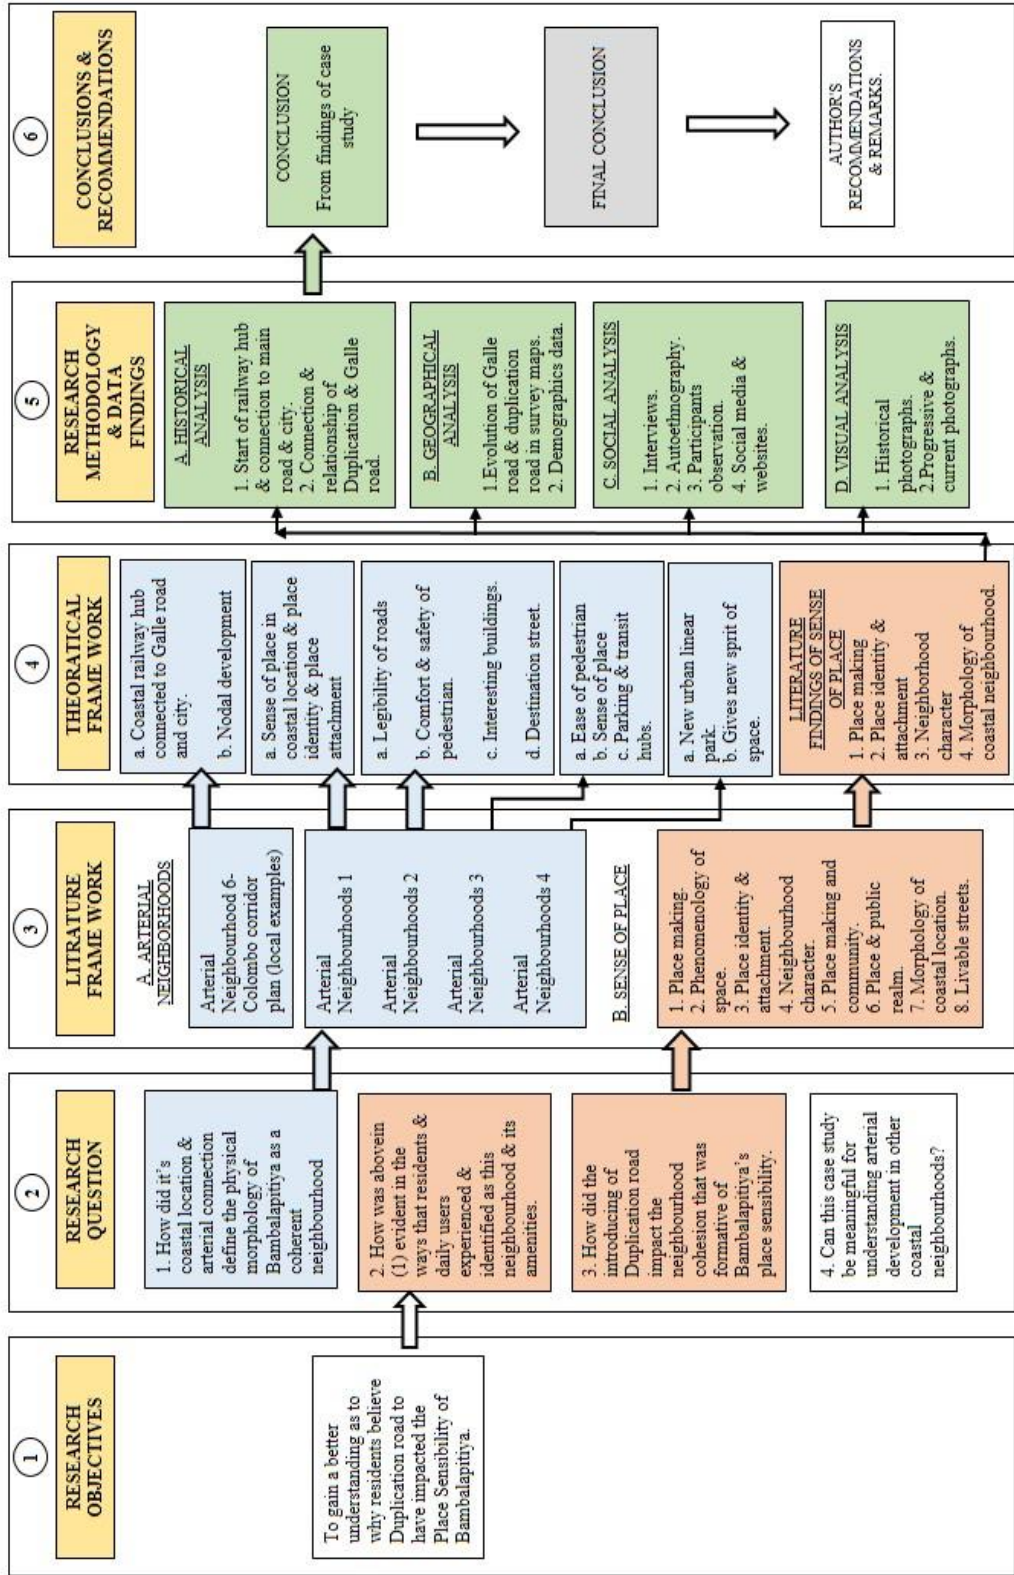 1
RESEARCH
OBJECTIVES
To gain a better
understanding as to
why residents believe
Duplication road to
have impacted the
Place Sensibility of
Bambalapitiya.
2
RESEARCH
QUESTION
1. How did it's
coastal location &
arterial connection
define the physical
morphology of
Bambalapitiya as a
coherent
neighbourhood
2. How was abovein
(1) evident in the
ways that residents &
daily users
experienced &
identified as this
neighbourhood & its
amenities.
3. How did the
introducing of
Duplication road
impact the
neighbourhood
cohesion that was
formative of
Bambalapitiya's
place sensibility.
4. Can this case study
be meaningful for
understanding arterial
development in other
coastal
neighbourhoods?
3
LITRATURE
FRAME WORK
A. ARTERIAL
NEIGHBORHOODS
Arterial
Neighbourhood 6-
Colombo corridor
plan (local examples)
Arterial
Neighbourhoods 1
Arterial
Neighbourhoods 2
Arterial
Neighbourhoods 3
Arterial
Neighbourhoods 4
B. SENSE OF PLACE
1. Place making.
2. Phenomemology of
space.
3. Place identity &
attachment.
4. Neighbourhood
character.
5. Place making and
community.
6. Place & public
realm.
7. Morphology of
coastal location.
8. Livable streets.
4
THEORATICAL
FRAME WORK
a. Coastal railway hub
connected to Galle road
and city.
b. Nodal development
a. Sense of place in
coastal location & place
identity & place
attachment
a. Legibility of roads
b. Comfort & safety of
pedestrian.
c. Interesting buildings.
d. Destination street.
a. Ease of pedestrian
b. Sense of place
c. Parking & transit
hubs.
a. New urban linear
park.
b. Gives new sprit of
space.
LITERATURE
FINDINGS OF SENSE
OF PLACE
1. Place making
2. Place identity &
attachment
3. Neighborhood
character
4. Morphology of
coastal neighbourhood.
5
RESEARCH
METHODOLOGY
& DATA
FINDINGS
A. HISTORICAL
ANALYSIS
1. Start of railway hub
& connection to main
road & city.
2. Connection &
relationship of
Duplication & Galle
road.
B. GEOGRAPHICAL
ANALYSIS
1.Evolution of Galle
road & duplication
road in survey maps.
2. Demographics data.
C. SOCIAL ANALYSIS
1. Interviews.
2. Autoethnography.
3. Participants
observation.
4. Social media &
websites.
D. VISUAL ANALYSIS
1. Historical
photographs.
2.Progressive &
current photographs.
6
CONCLUSIONS &
RECOMMENDATIONS
CONCLUSION
From findings of case
study
FINAL CONCLUSION
AUTHOR'S
RECOMMENDATIONS
& REMARKS.